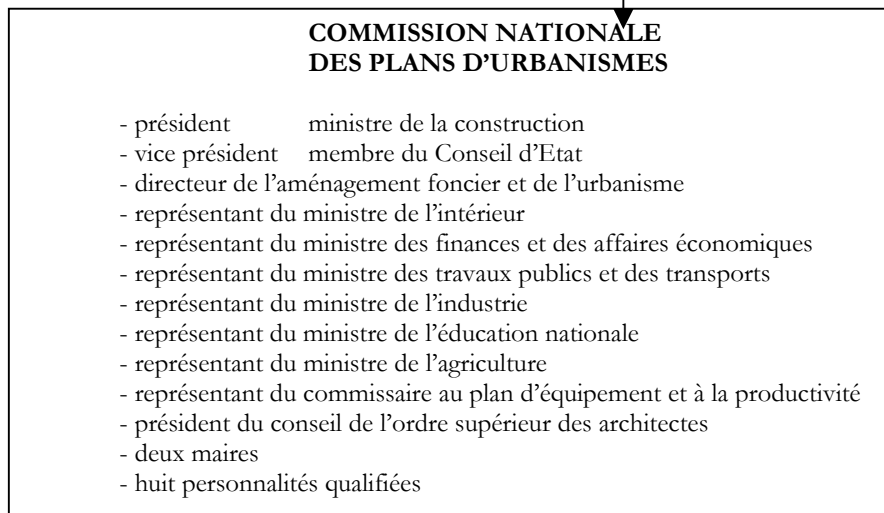 COMMISSION NATIONALE
DES PLANS D’URBANISMES
- président ministre de la construction
- vice président membre du Conseil d’Etat
- directeur de l’aménagement foncier et de l’urbanisme
- représentant du ministre de l’intérieur
- représentant du ministre des finances et des affaires économiques
- représentant du ministre des travaux publics et des transports
- représentant du ministre de l’industrie
- représentant du ministre de l’éducation nationale
- représentant du ministre de l’agriculture
- représentant du commissaire au plan d’équipement et à la productivité
- président du conseil de l’ordre supérieur des architectes
- deux maires
- huit personnalités qualifiées